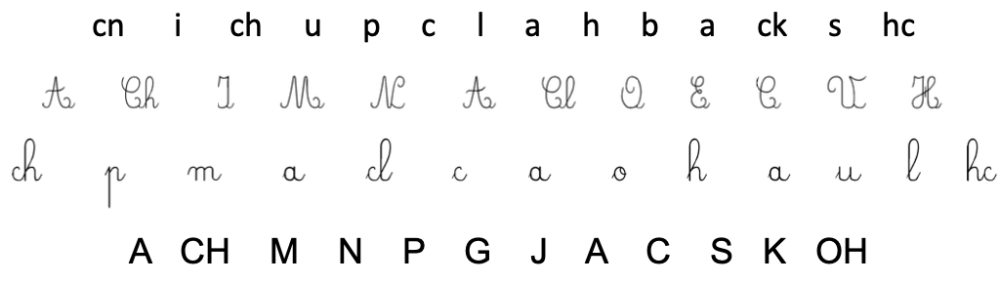 cn i ch u p c l a h b a ck s hc
A Ch I M N A Cl O E C U H
ch p m a cl c a o h a u l hc
A CH M N P G J A C S K OH